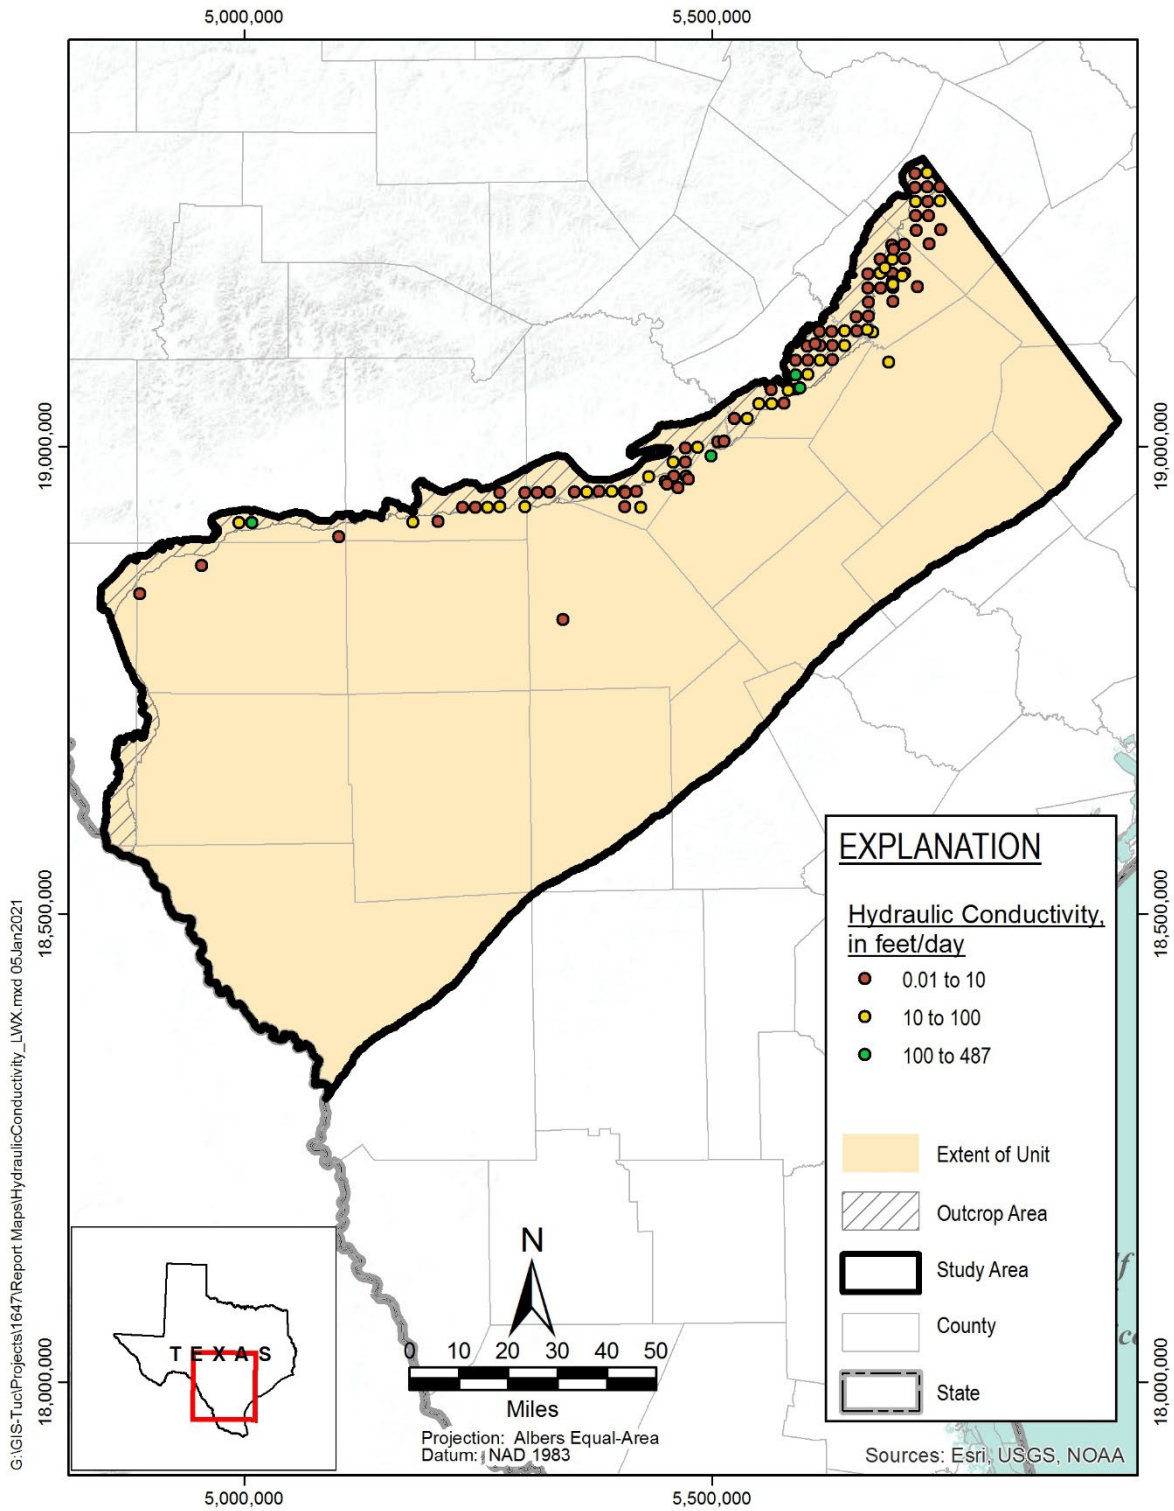 5,000,000
5,500,000
19,000,000
19,000,000
EXPLANATION
Hydraulic Conductivity,
in feet/day
0.01 to 10
10 to 100
100 to 487
Extent of Unit
Outcrop Area
Study Area
County
State
18,500,000
18,500,000
G:\GIS-Tuc\Projects\1647\Report Maps\HydraulicConductivity_LWX.mxd 05Jan2021
TEXAS
N
0 10 20 30 40 50
Miles
Projection: Albers Equal-Area
Datum: NAD 1983
18,000,000
18,000,000
Sources: Esri, USGS, NOAA
5,000,000
5,500,000